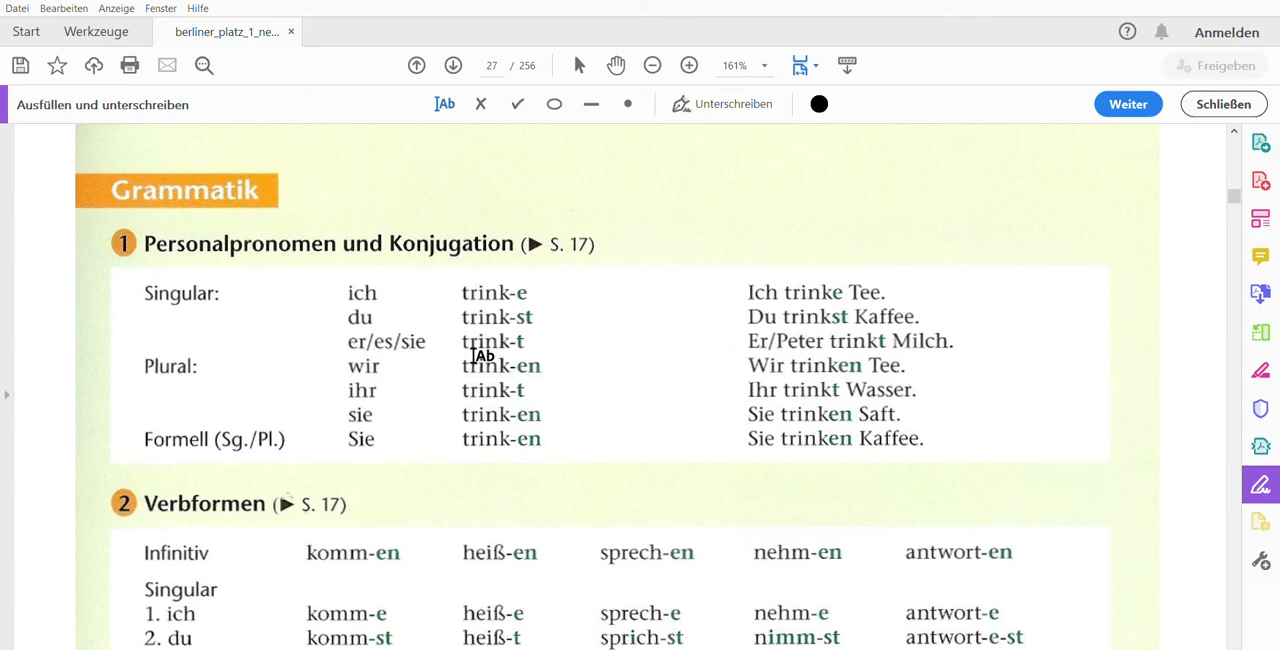 Datei Bearbeiten Anzeige Fenster Hilfe
Start Werkzeuge berliner_platz_1_ne... × ? Anmelden
27 / 256 161% Freigeben
Ausfüllen und unterschreiben Ab Unterschreiben Weiter Schließen
Grammatik
1 Personalpronomen und Konjugation (▶ S. 17)
Singular: ich trink-e Ich trinke Tee.
du trink-st Du trinkst Kaffee.
er/es/sie trink-t Er/Peter trinkt Milch.
Ab
Plural: wir trink-en Wir trinken Tee.
ihr trink-t Ihr trinkt Wasser.
sie trink-en Sie trinken Saft.
Formell (Sg./Pl.) Sie trink-en Sie trinken Kaffee.
2 Verbformen (▶ S. 17)
Infinitiv komm-en heiß-en sprech-en nehm-en antwort-en
Singular
1. ich komm-e heiß-e sprech-e nehm-e antwort-e
2. du komm-st heiß-t sprich-st nimm-st antwort-e-st